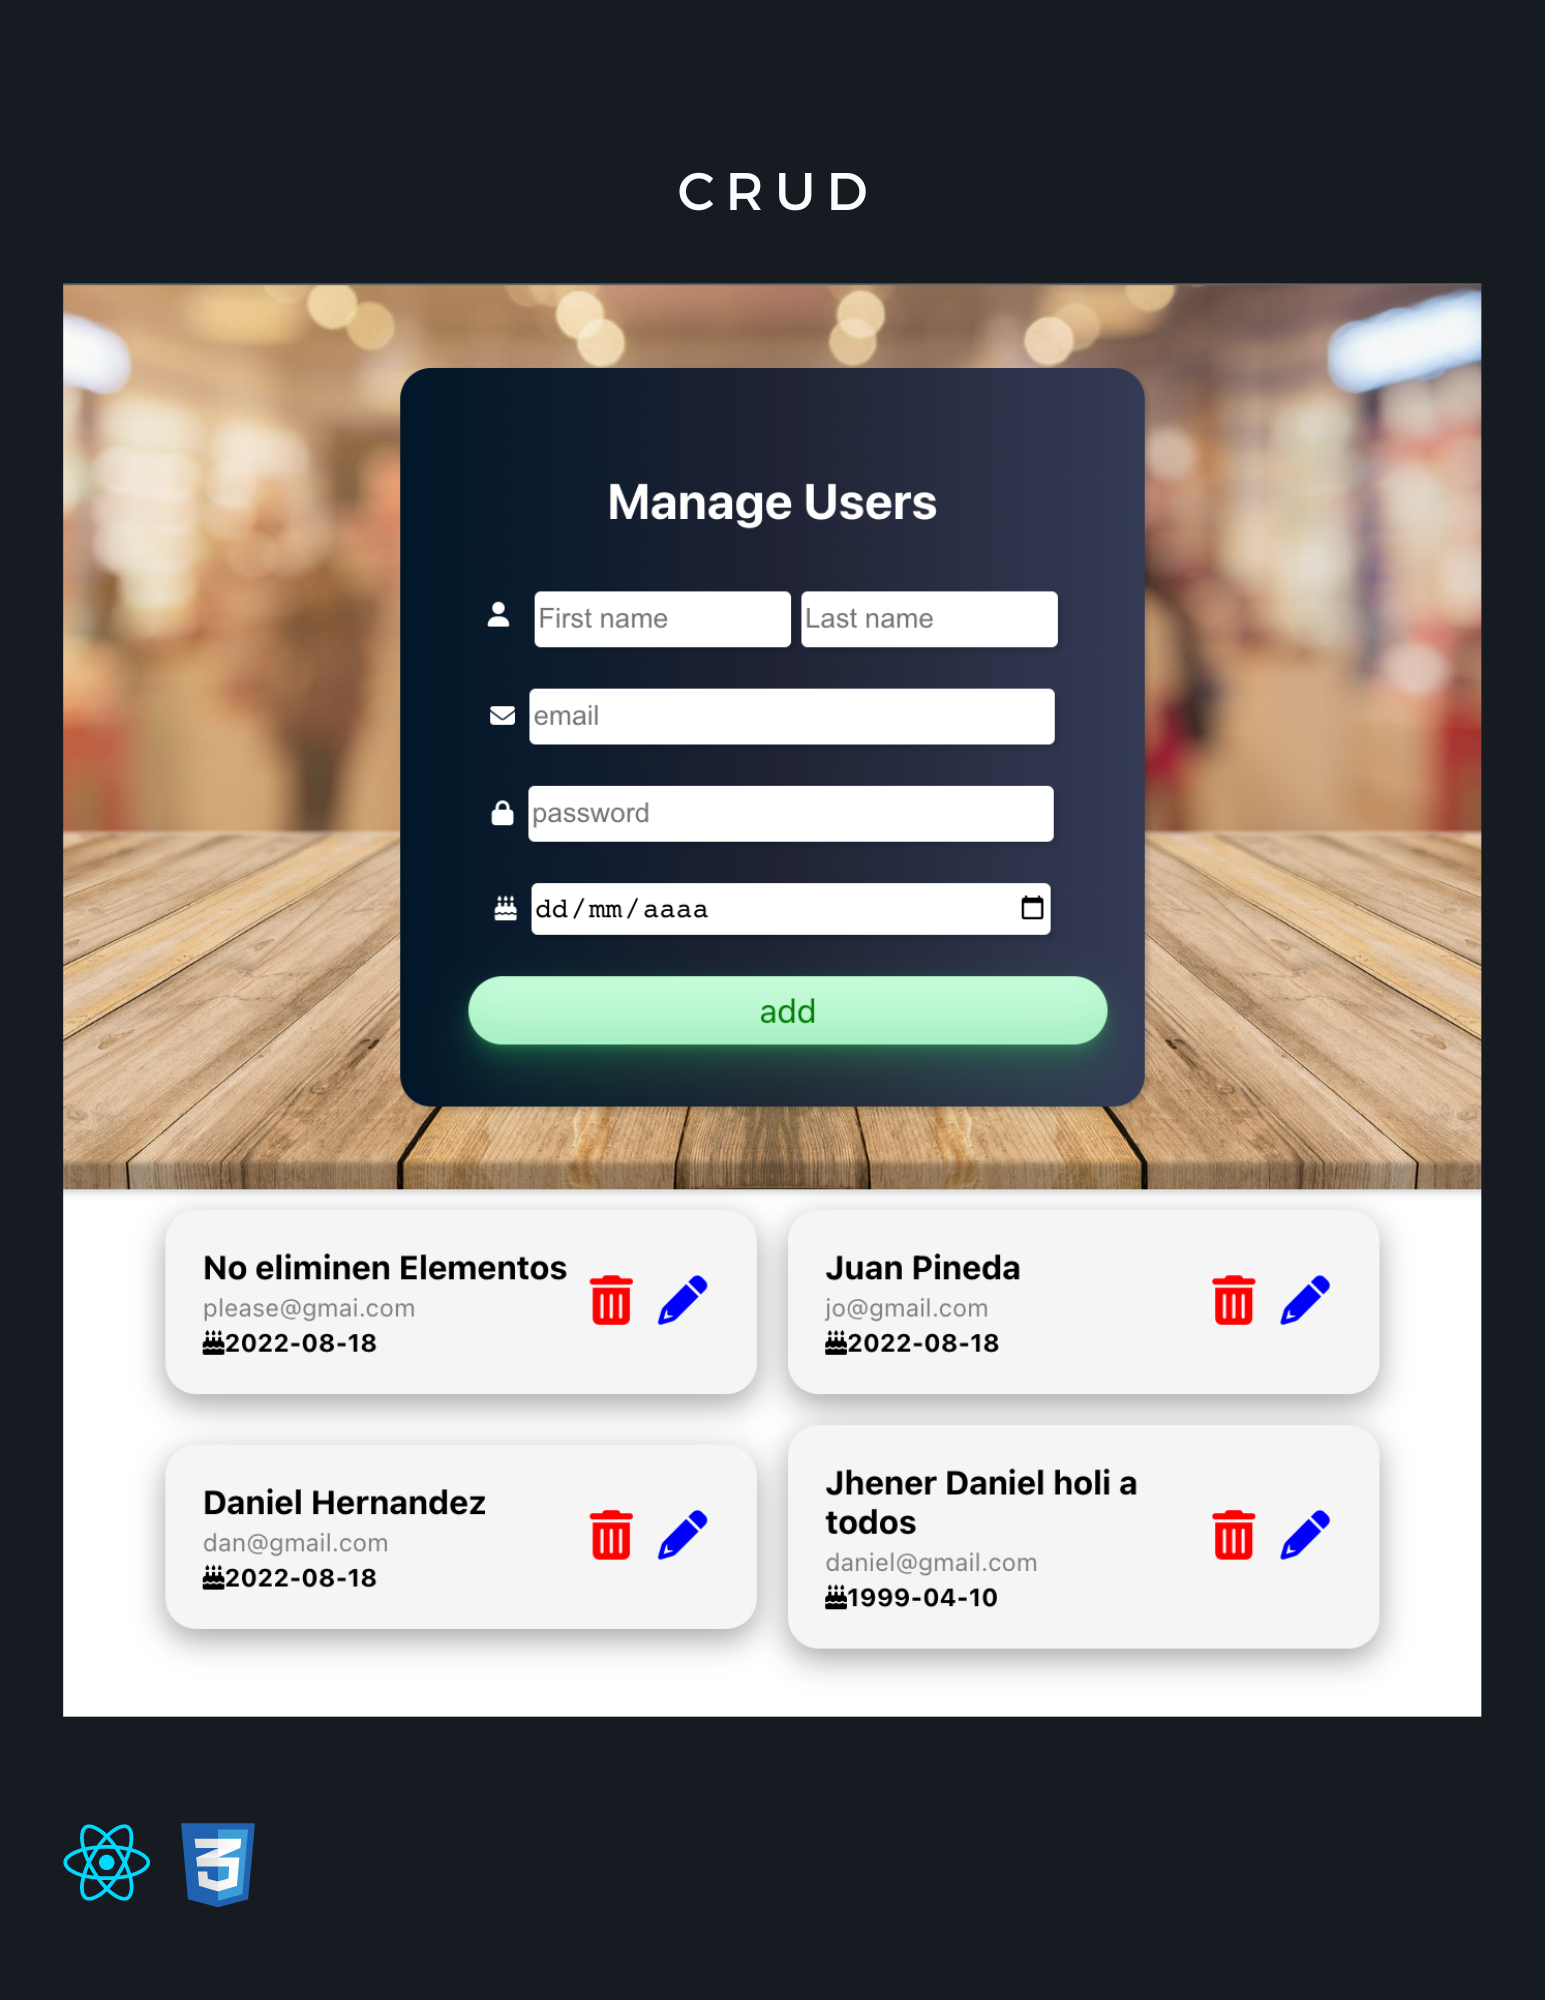 CRUD
Manage Users
First name Last name
email
password
dd/mm/aaaa
add
No eliminen Elementos
please@gmai.com
2022-08-18
Juan Pineda
jo@gmail.com
2022-08-18
Daniel Hernandez
dan@gmail.com
2022-08-18
Jhener Daniel holi a
todos
daniel@gmail.com
1999-04-10